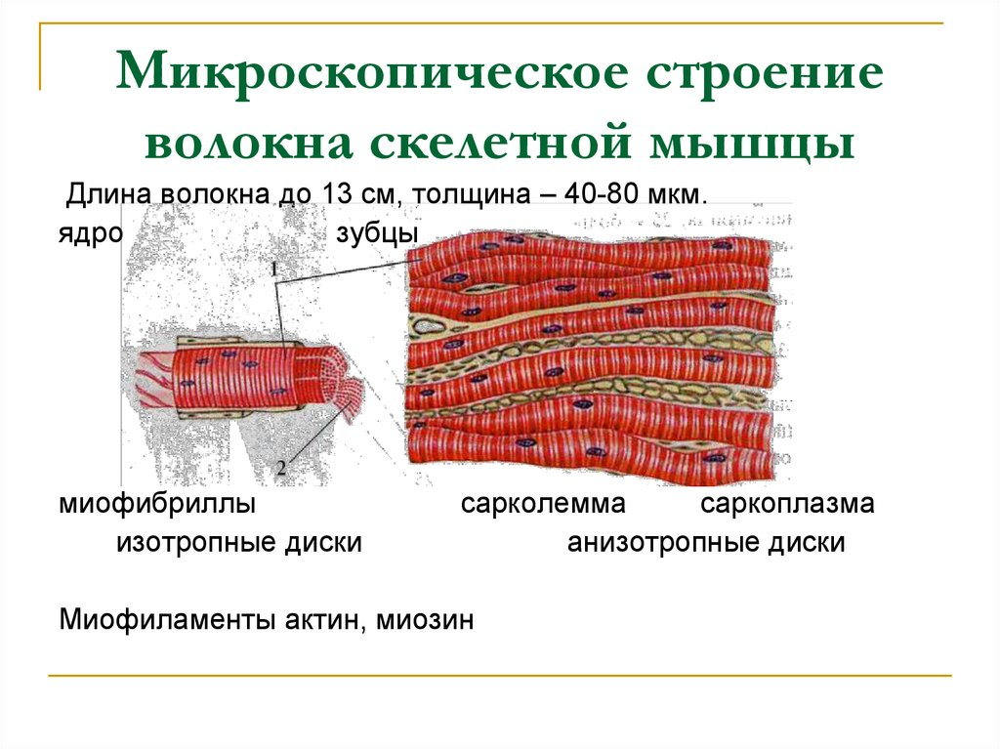 Микроскопическое строение
волокна скелетной мышцы
Длина волокна до 13 см, толщина – 40-80 мкм.
ядро зубцы
1
2
миофибриллы сарколемма саркоплазма
изотропные диски анизотропные диски
Миофиламенты актин, миозин